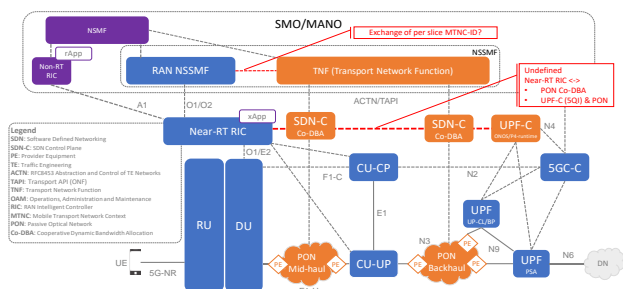 SMO/MANO
NSMF
Exchange of per slice MTNC-ID?
NSSMF
rApp
Non-RT
RIC
RAN NSSMF
TNF (Transport Network Function)
Undefined
Near-RT RIC <->
• PON Co-DBA
• UPF-C (5QI) & PON
A1
O1/O2
ACTN/TAPI
xApp
Near-RT RIC
SDN-C
Co-DBA
SDN-C
Co-DBA
UPF-C
ONOS/P4-runtime
N4
Legend
SDN: Software Defined Networking
SDN-C: SDN Control Plane
PE: Provider Equipment
TE: Traffic Engineering
ACTN: RFC8453 Abstraction and Control of TE Networks
TAPI: Transport API (ONF)
TNF: Transport Network Function
OAM: Operations, Administration and Maintenance
RIC: RAN Intelligent Controller
MTNC: Mobile Transport Network Context
PON: Passive Optical Network
Co-DBA: Cooperative Dynamic Bandwidth Allocation
O1/E2
F1-C
CU-CP
N2
5GC-C
RU
DU
E1
UPF
UP-CL/BP
UE
5G-NR
PE
PON
Mid-haul
PE
CU-UP
N3
PE
PON
Backhaul
PE
PE
N9
UPF
PSA
N6
DN